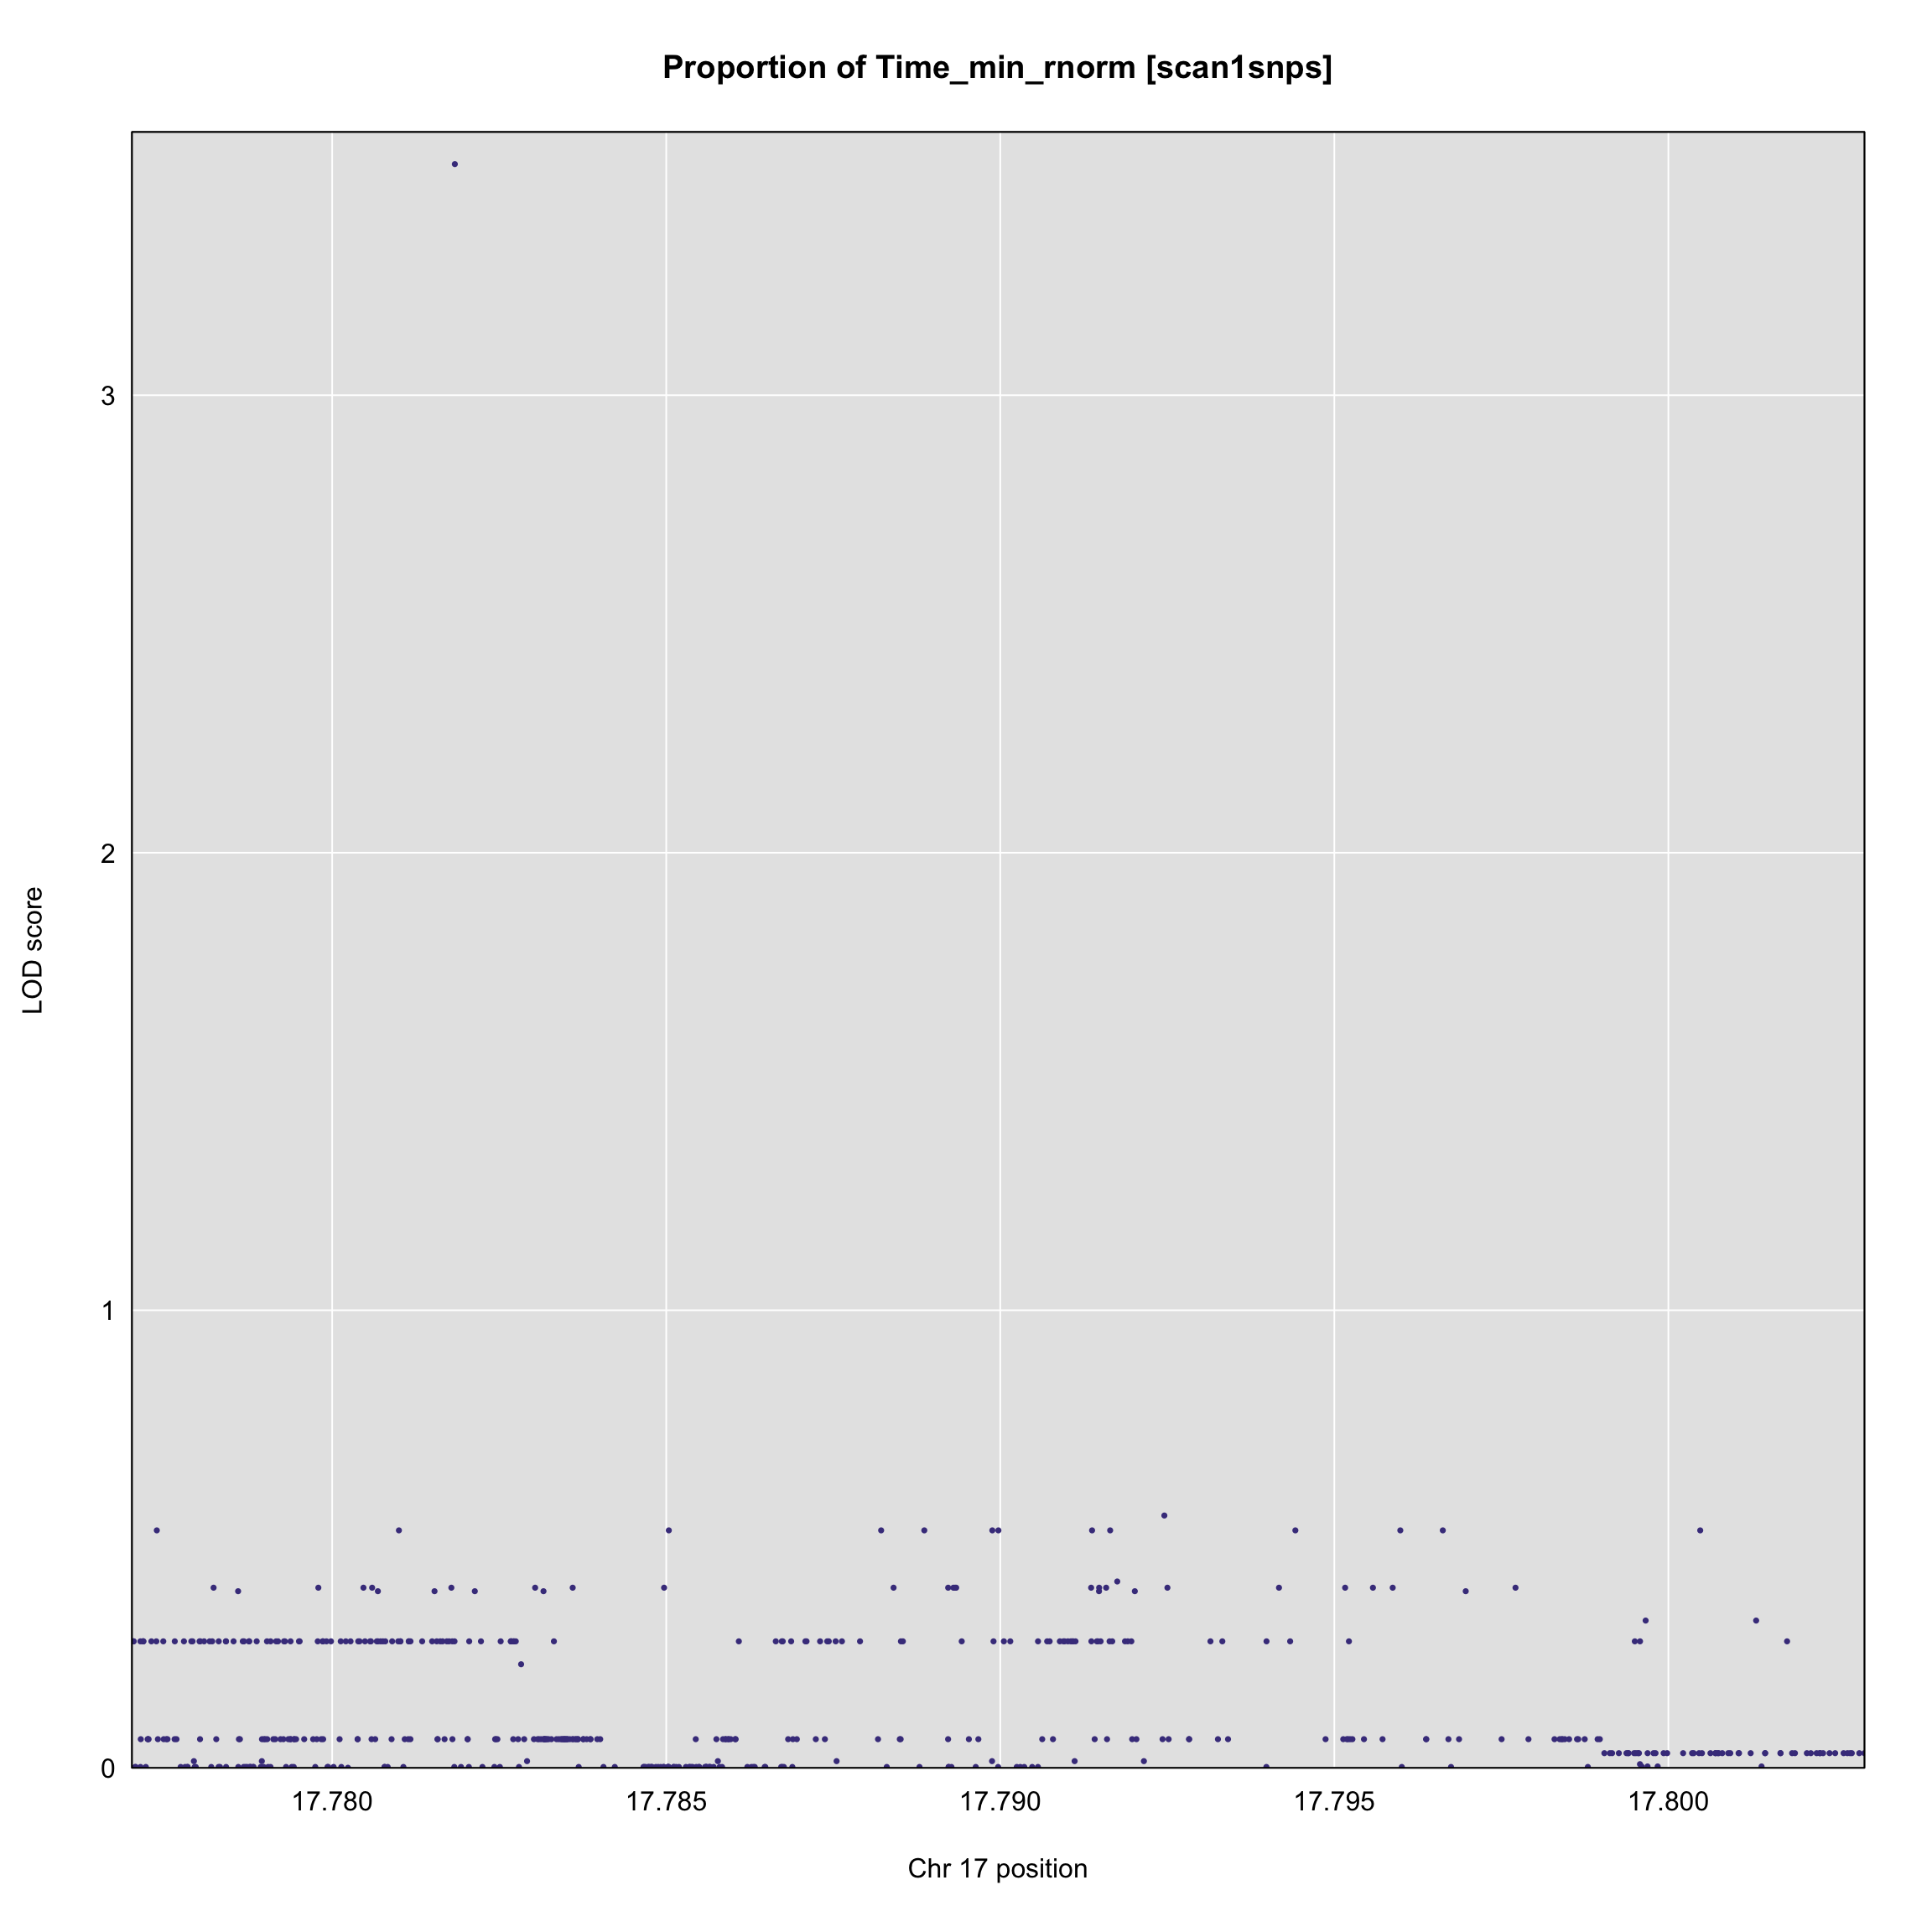 Proportion of Time_min_rnorm [scan1snps]
3
2
1
0
LOD score
17.780 17.785 17.790 17.795 17.800
Chr 17 position